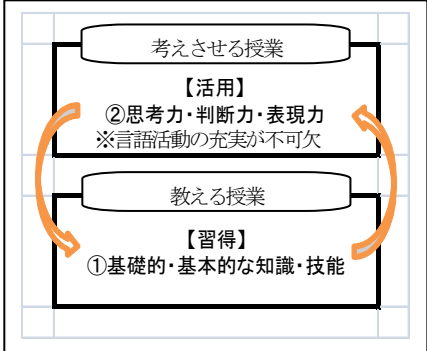 考えさせる授業
【活用】
②思考力・判断力・表現力
※言語活動の充実が不可欠
教える授業
【習得】
①基礎的・基本的な知識・技能